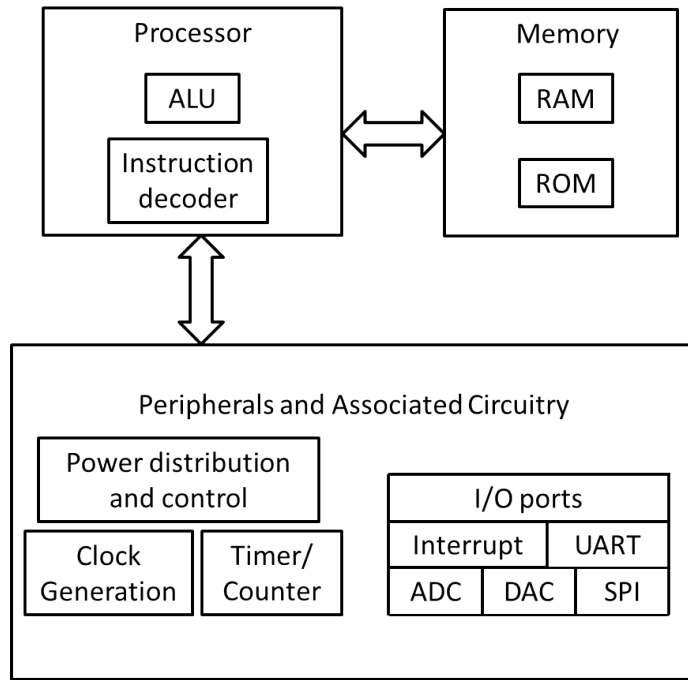 Processor
ALU
Instruction
decoder
Memory
RAM
ROM
Peripherals and Associated Circuitry
Power distribution
and control
Clock
Generation
Timer/
Counter
I/O ports
Interrupt
UART
ADC
DAC
SPI